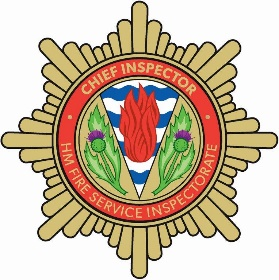 CHIEF INSPECTOR
HM FIRE SERVICE INSPECTORATE